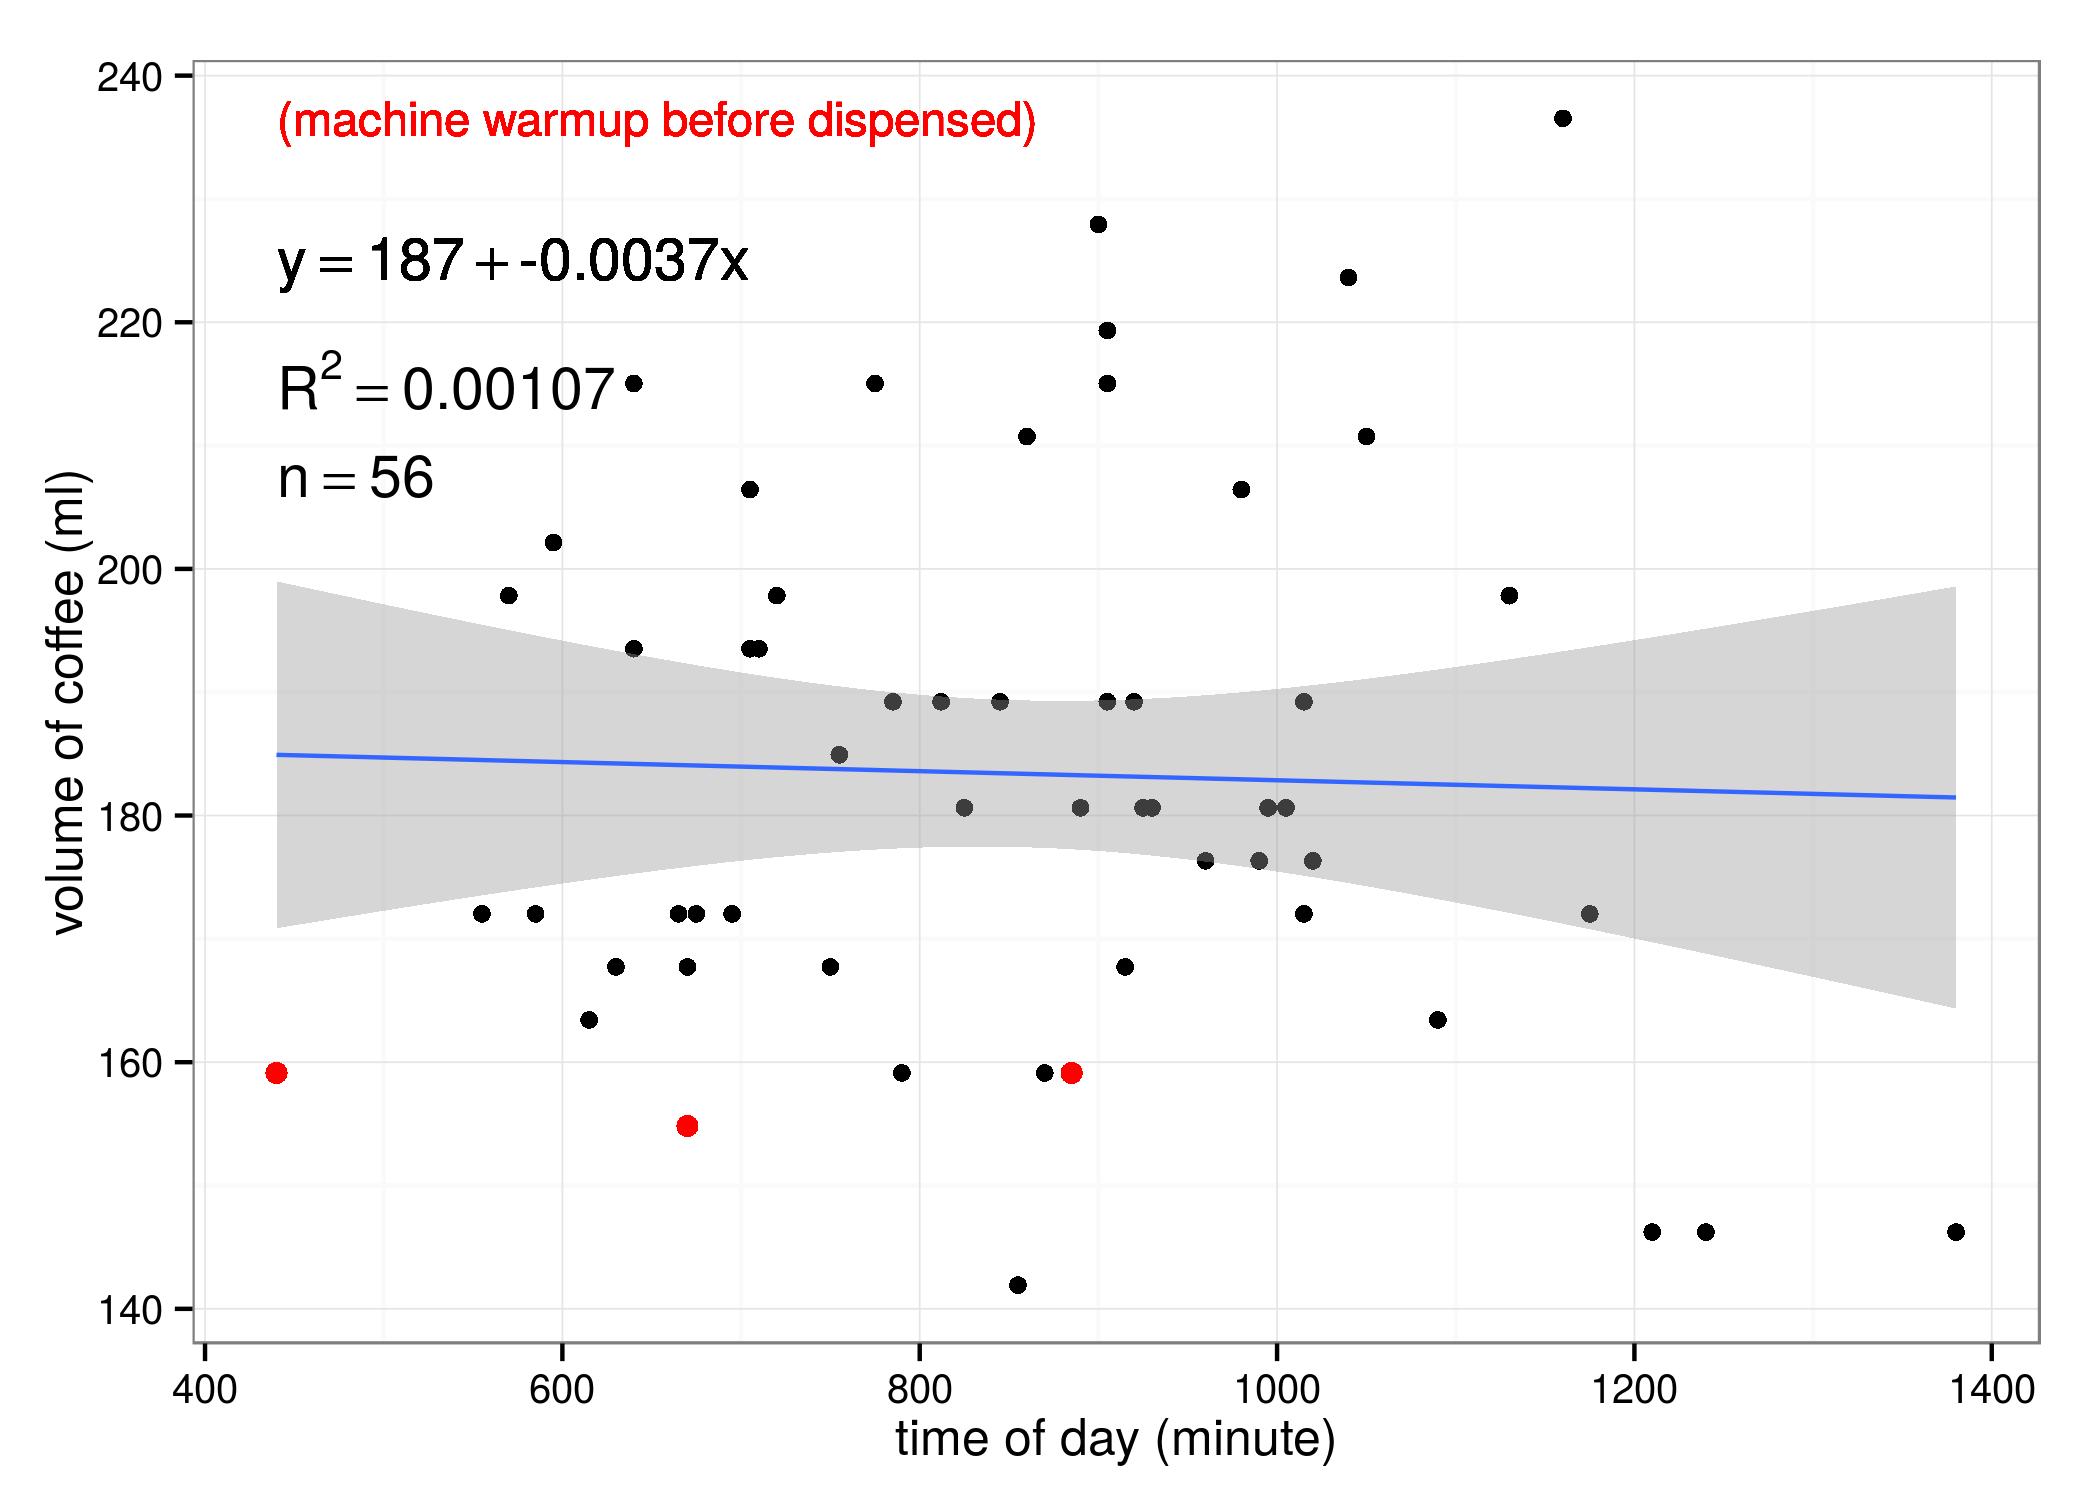 240
(machine warmup before dispensed)
y = 187 + -0.0037x
220
R² = 0.00107
n = 56
volume of coffee (ml)
200
180
160
140
400 600 800 1000 1200 1400
time of day (minute)